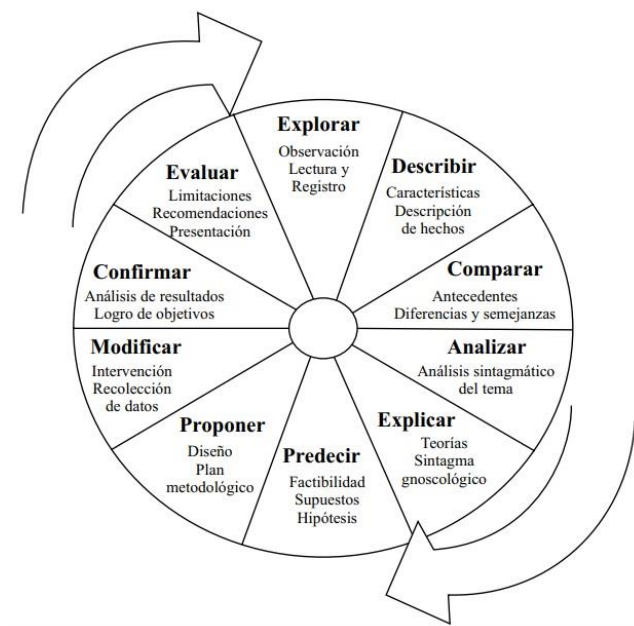 Explorar
Observación
Lectura y
Registro
Describir
Características
Descripción
de hechos
Comparar
Antecedentes
Diferencias y semejanzas
Analizar
Análisis sintagmático
del tema
Explicar
Teorías
Sintagma
gnoscológico
Predecir
Factibilidad
Supuestos
Hipótesis
Proponer
Diseño
Plan
metodológico
Modificar
Intervención
Recolección
de datos
Confirmar
Análisis de resultados
Logro de objetivos
Evaluar
Limitaciones
Recomendaciones
Presentación